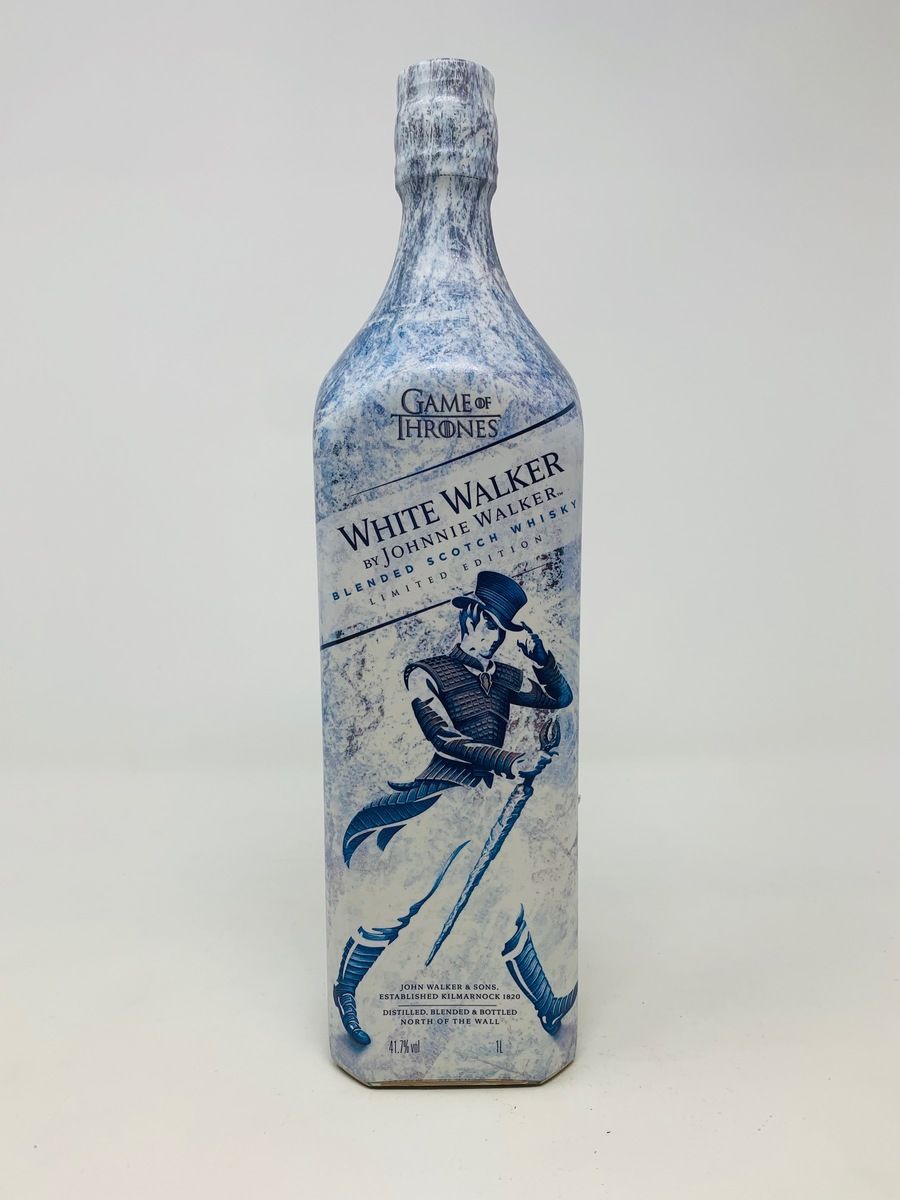 GAME OF
THRONES
WHITE WALKER
BY JOHNNIE WALKER™
BLENDED SCOTCH WHISKY
LIMITED EDITION
JOHN WALKER & SONS,
ESTABLISHED KILMARNOCK 1820
DISTILLED, BLENDED & BOTTLED
NORTH OF THE WALL
41.7% vol 1L